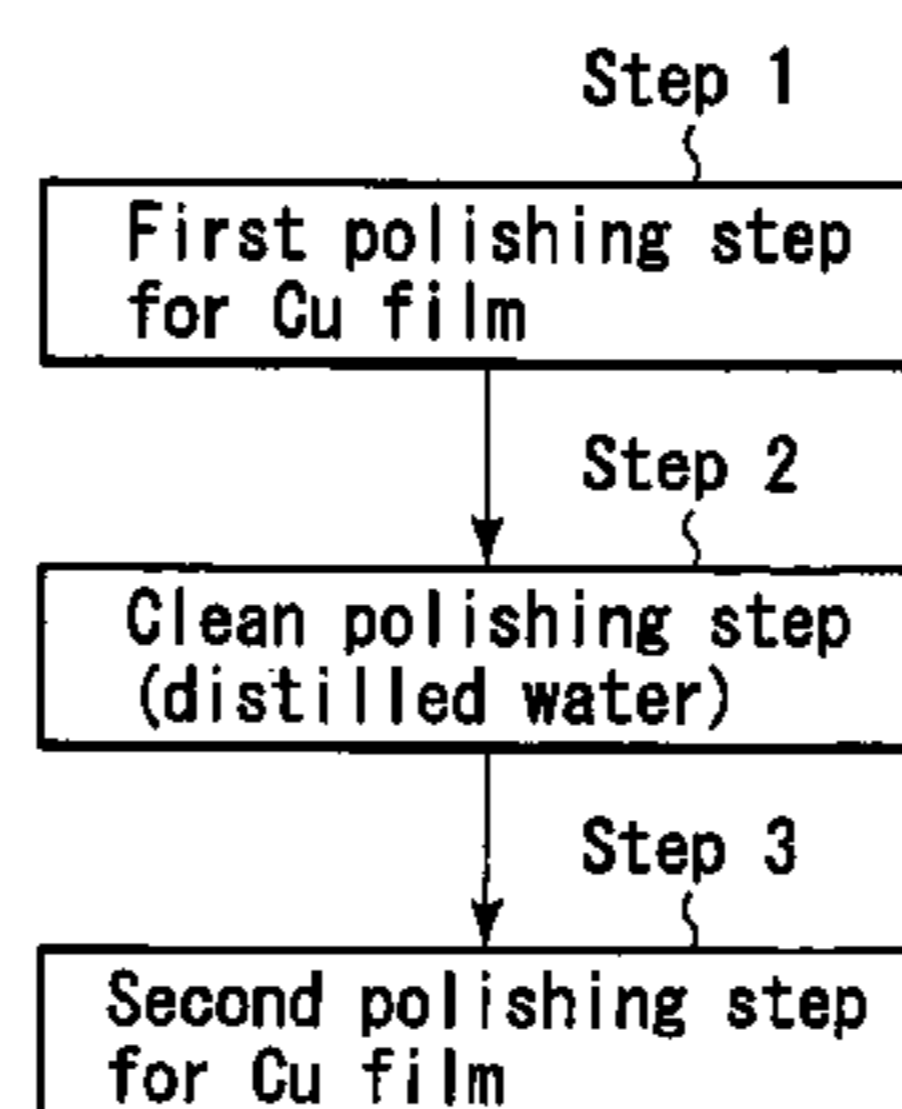 Step 1
First polishing step
for Cu film
Step 2
Clean polishing step
(distilled water)
Step 3
Second polishing step
for Cu film